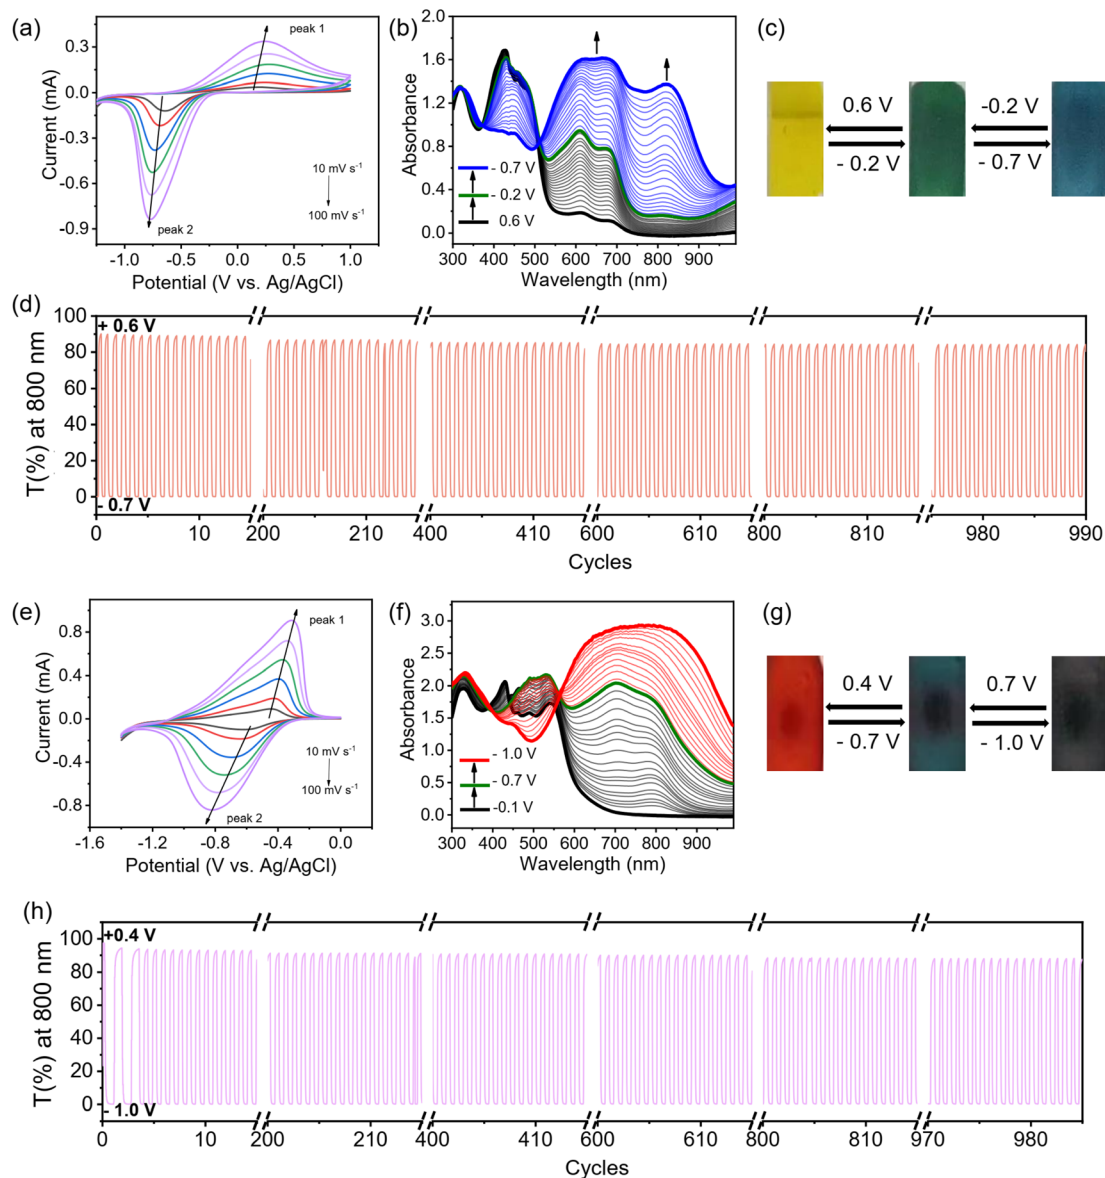 (a)
0.3
0.0
-0.3
-0.6
-0.9
Current (mA)
peak 1
peak 2
10 mV s⁻¹
100 mV s⁻¹
-1.0 -0.5 0.0 0.5 1.0
Potential (V vs. Ag/AgCl)
(b)
2.0
1.6
1.2
0.8
0.4
0.0
Absorbance
- 0.7 V
- 0.2 V
0.6 V
300 400 500 600 700 800 900
Wavelength (nm)
(c)
0.6 V
- 0.2 V
-0.2 V
- 0.7 V
(d)
100
80
60
40
20
0
T(%) at 800 nm
+ 0.6 V
- 0.7 V
0 10 200 210 400 410 600 610 800 810 980 990
Cycles
(e)
0.8
0.4
0.0
-0.4
-0.8
Current (mA)
peak 1
peak 2
10 mV s⁻¹
100 mV s⁻¹
-1.6 -1.2 -0.8 -0.4 0.0
Potential (V vs. Ag/AgCl)
(f)
3.0
2.5
2.0
1.5
1.0
0.5
0.0
Absorbance
- 1.0 V
- 0.7 V
-0.1 V
300 400 500 600 700 800 900
Wavelength (nm)
(g)
0.4 V
- 0.7 V
0.7 V
- 1.0 V
(h)
100
80
60
40
20
0
T(%) at 800 nm
+0.4 V
- 1.0 V
0 10 200 210 400 410 600 610 800 810 970 980
Cycles